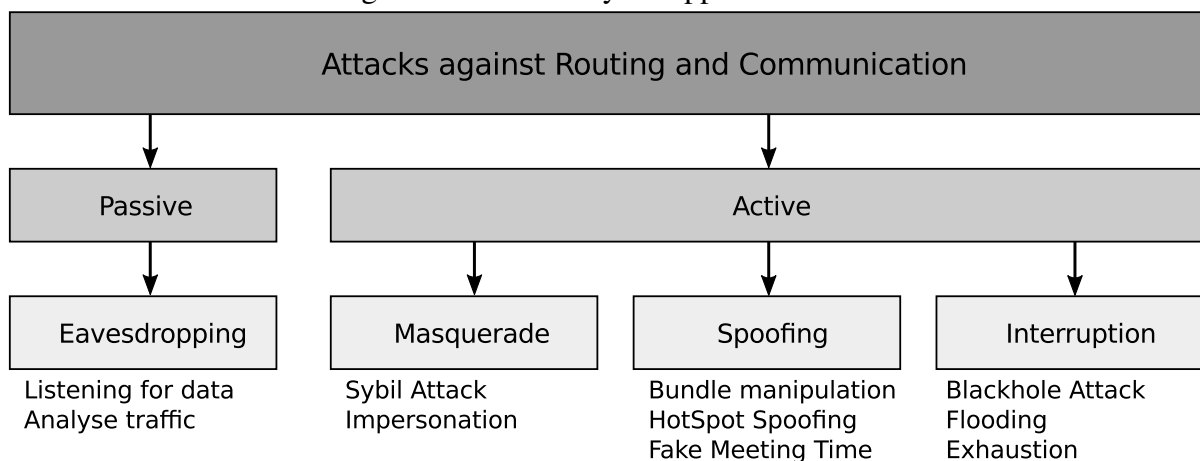 Attacks against Routing and Communication
Passive
Active
Eavesdropping
Masquerade
Spoofing
Interruption
Listening for data
Analyse traffic
Sybil Attack
Impersonation
Bundle manipulation
HotSpot Spoofing
Fake Meeting Time
Blackhole Attack
Flooding
Exhaustion